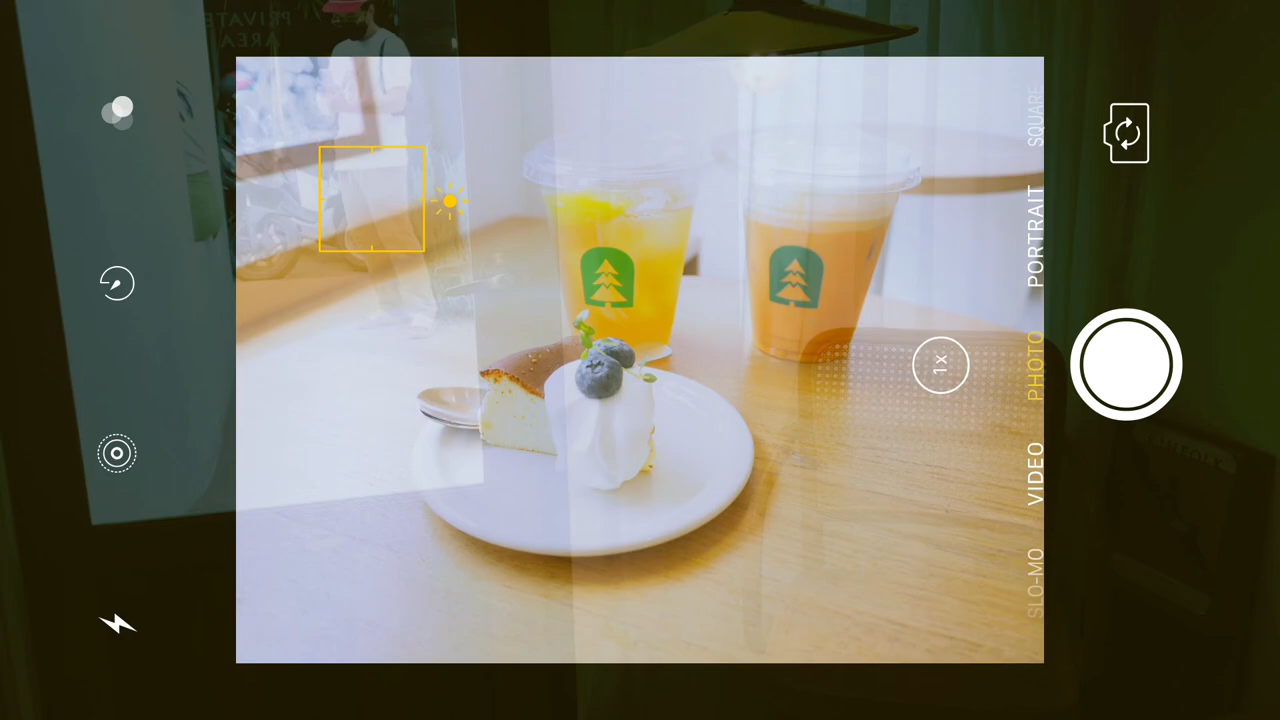 PRIVATE
AREA
SQUARE
PORTRAIT
1X
PHOTO
VIDEO
SLO-MO